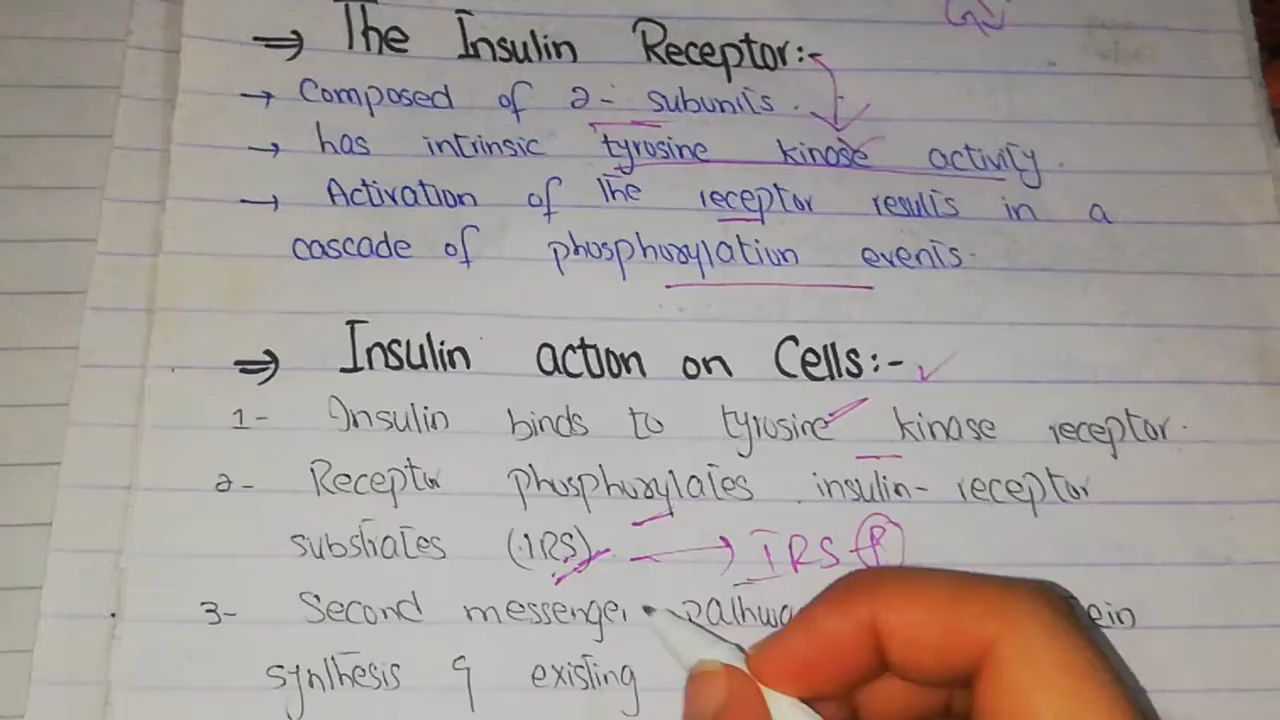 ⇒ The Insulin Receptor:-
→ Composed of 2- subunits.
→ has intrinsic tyrosine kinase activity.
→ Activation of the receptor results in a
cascade of phosphorylation events.
⇒ Insulin action on Cells:-
1- Insulin binds to tyrosine kinase receptor.
2- Receptor phosphorylates insulin-receptor
substrates (IRS) → IRS P
3- Second messenger
synthesis & existing